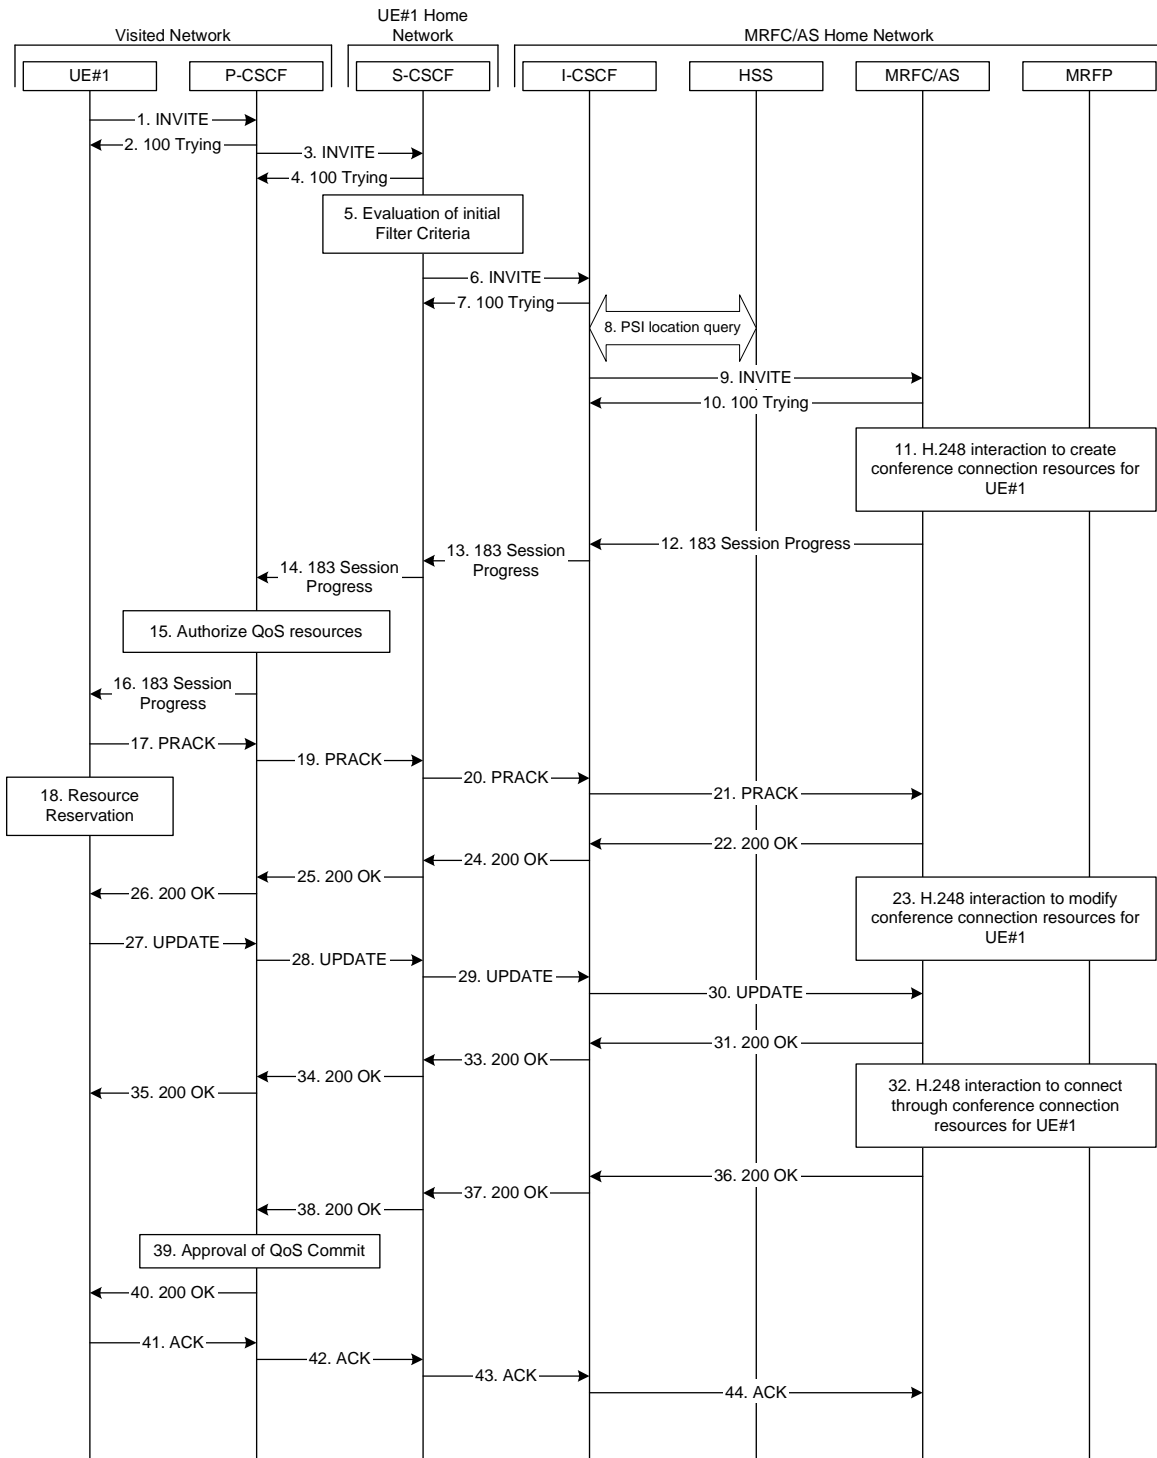 UE#1 Home
Network
Visited Network
MRFC/AS Home Network
UE#1
P-CSCF
S-CSCF
I-CSCF
HSS
MRFC/AS
MRFP
1. INVITE
2. 100 Trying
3. INVITE
4. 100 Trying
5. Evaluation of initial
Filter Criteria
6. INVITE
7. 100 Trying
8. PSI location query
9. INVITE
10. 100 Trying
11. H.248 interaction to create
conference connection resources for
UE#1
12. 183 Session Progress
13. 183 Session
Progress
14. 183 Session
Progress
15. Authorize QoS resources
16. 183 Session
Progress
17. PRACK
19. PRACK
20. PRACK
18. Resource
Reservation
21. PRACK
22. 200 OK
24. 200 OK
25. 200 OK
26. 200 OK
23. H.248 interaction to modify
conference connection resources for
UE#1
27. UPDATE
28. UPDATE
29. UPDATE
30. UPDATE
31. 200 OK
33. 200 OK
34. 200 OK
35. 200 OK
32. H.248 interaction to connect
through conference connection
resources for UE#1
36. 200 OK
37. 200 OK
38. 200 OK
39. Approval of QoS Commit
40. 200 OK
41. ACK
42. ACK
43. ACK
44. ACK